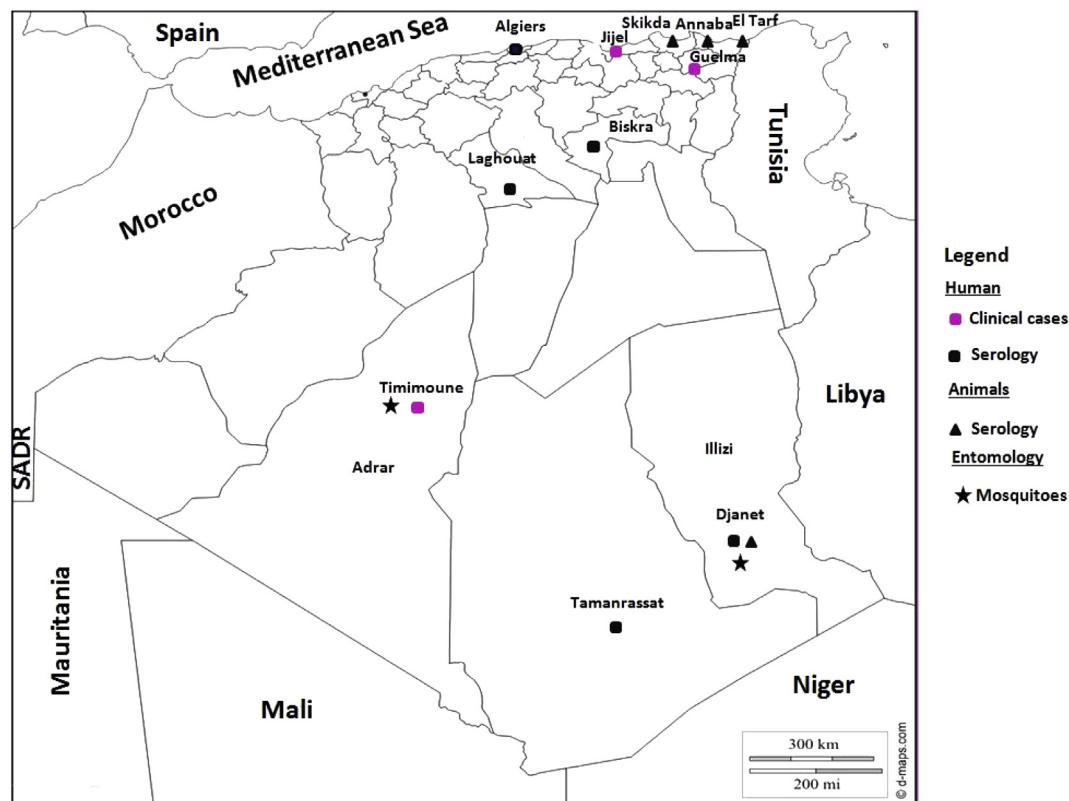 Spain
Mediterranean Sea
Algiers
Skikda
Annaba
El Tarf
Jijel
Guelma
Tunisia
Biskra
Laghouat
Morocco
Legend
Human
Clinical cases
Serology
Animals
Serology
Entomology
Mosquitoes
Timimoune
Libya
SADR
Adrar
Illizi
Djanet
Mauritania
Tamanrassat
Mali
Niger
300 km
200 mi
© d-maps.com